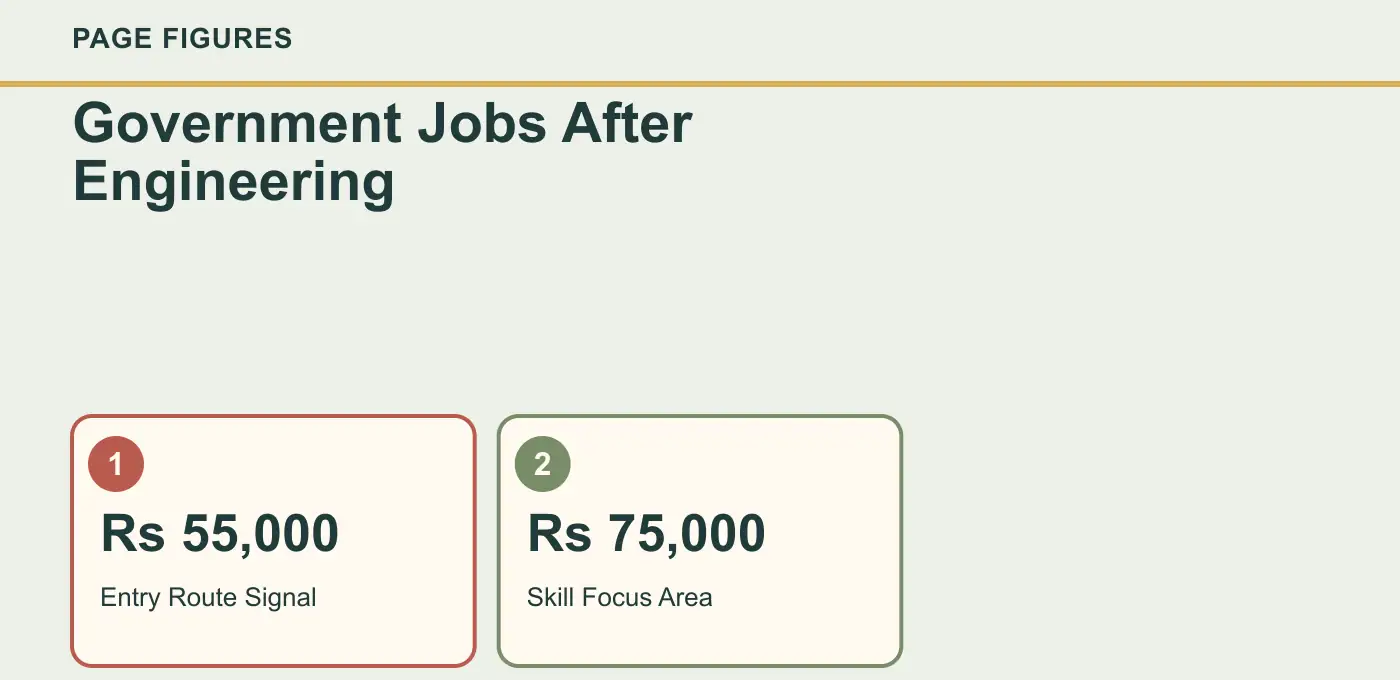 PAGE FIGURES
Government Jobs After
Engineering
1
Rs 55,000
Entry Route Signal
2
Rs 75,000
Skill Focus Area